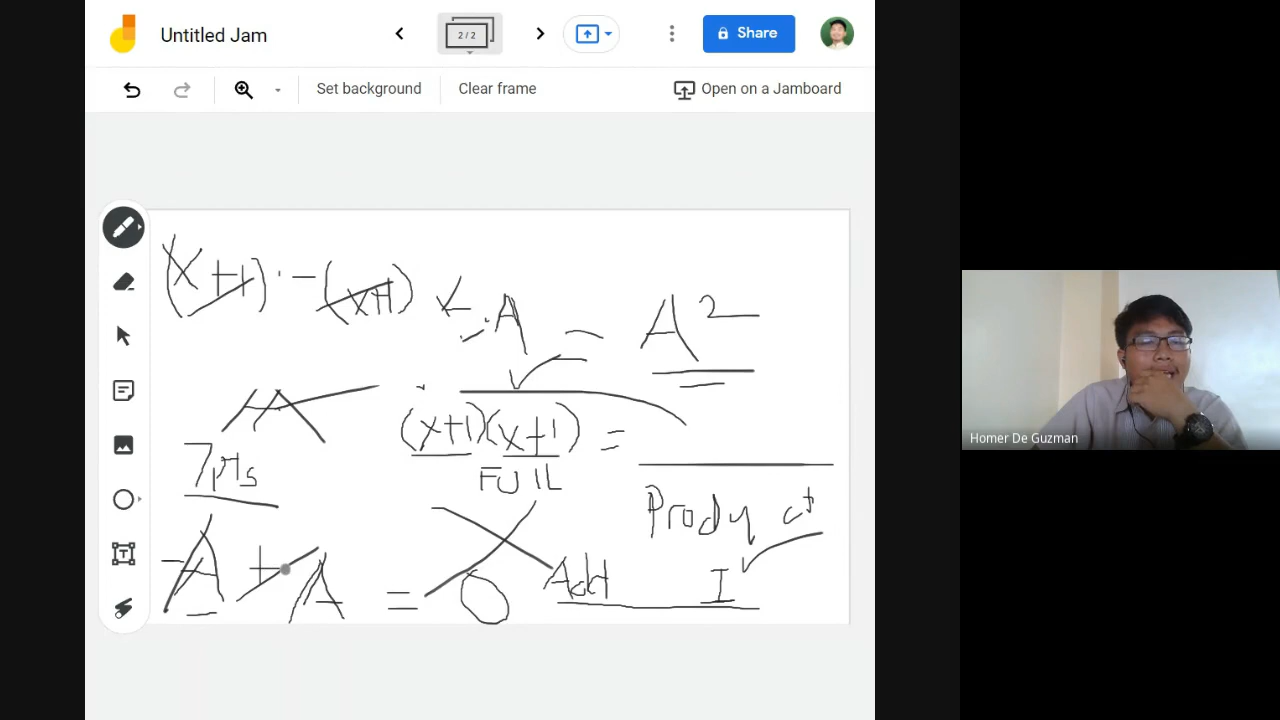 Untitled Jam
2 / 2
Share
Set background
Clear frame
Open on a Jamboard
(x+1) · -(x+1)
· A = A²
(x+1)(x+1) =
7pts
FOIL
Product
-A + A = 0
Add
I
Homer De Guzman